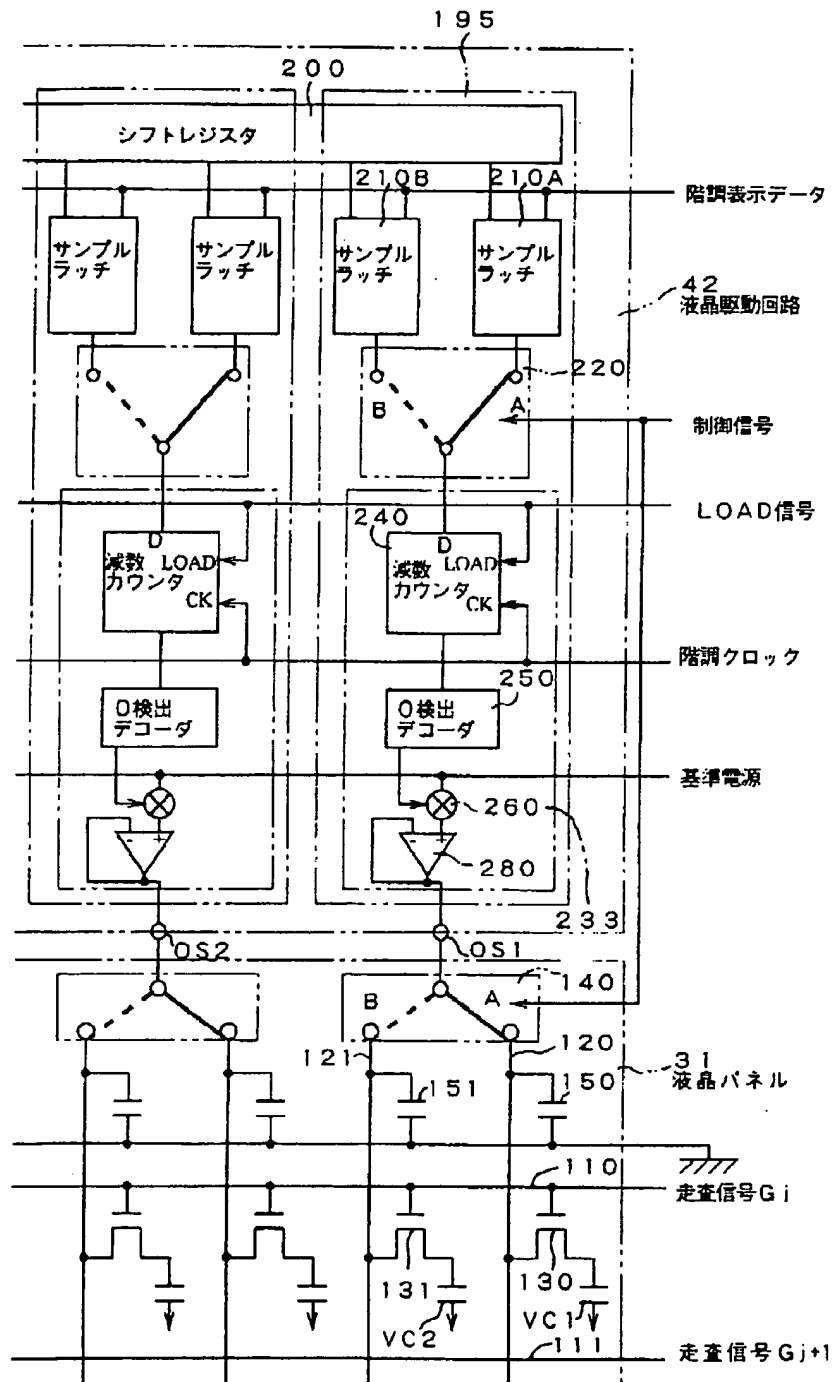 195
200
シフトレジスタ
210B
210A
階調表示データ
サンプル
ラッチ
サンプル
ラッチ
サンプル
ラッチ
サンプル
ラッチ
42
液晶駆動回路
220
B
A
制御信号
LOAD信号
D
減数
カウンタ
LOAD
CK
240
D
減数
カウンタ
LOAD
CK
階調クロック
0検出
デコーダ
0検出
デコーダ
250
基準電源
260
- +
- +
280
233
OS2
OS1
B
A
140
121
120
31
液晶パネル
151
150
110
走査信号Gj
131
130
VC2
VC1
111
走査信号Gj+1